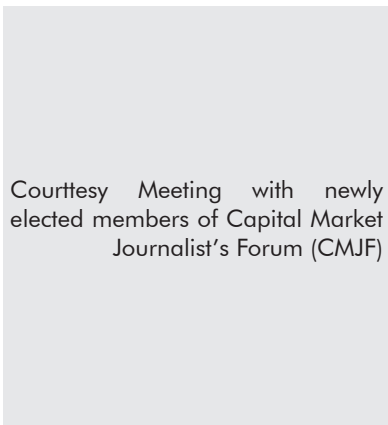 Courttesy Meeting with newly
elected members of Capital Market
Journalist’s Forum (CMJF)